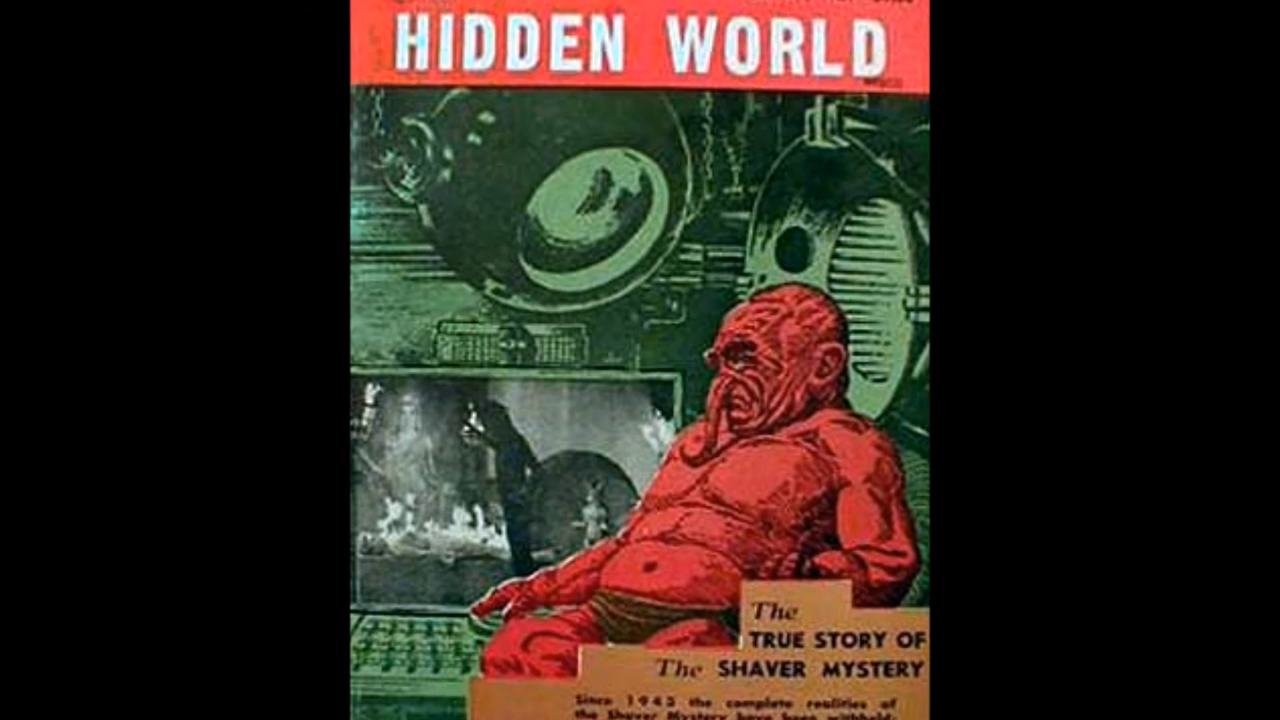 HIDDEN WORLD
The
TRUE STORY OF
The SHAVER MYSTERY
Since 1945 the complete realities of
the Shaver Mystery have been withheld;